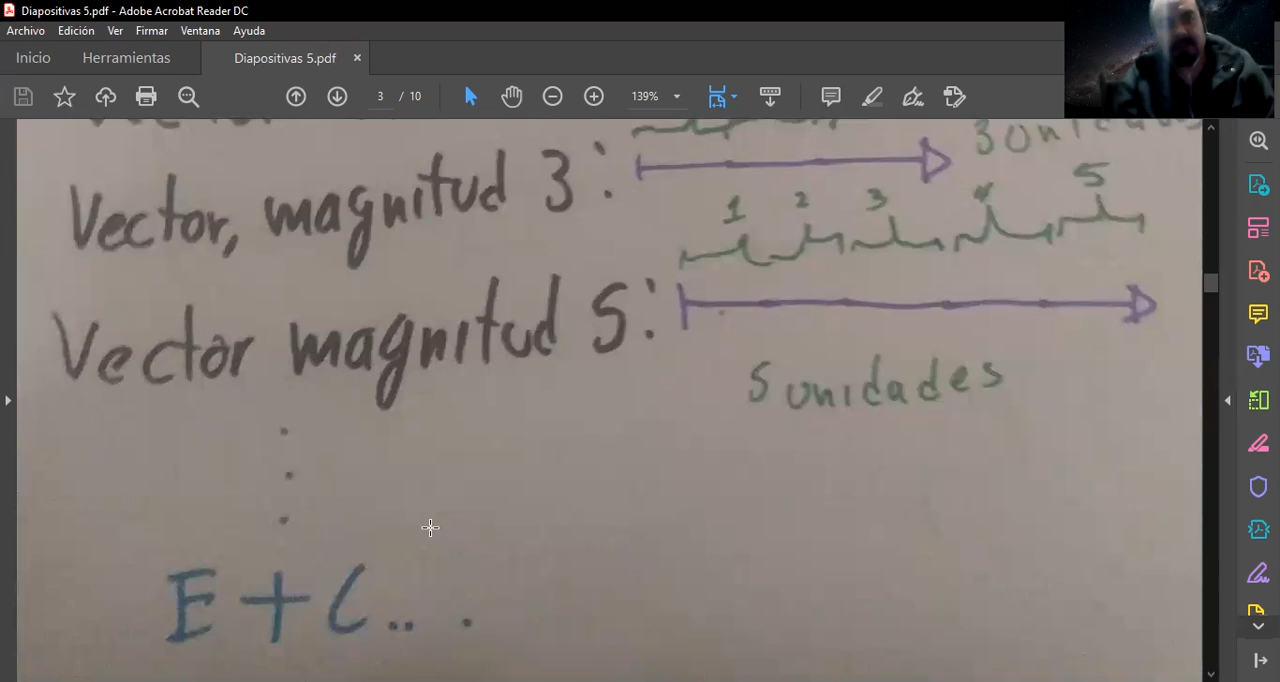 Diapositivas 5.pdf - Adobe Acrobat Reader DC
Archivo Edición Ver Firmar Ventana Ayuda
Inicio Herramientas Diapositivas 5.pdf ×
3 / 10 139%
Vector, magnitud 3:
3
1 2 3 4 5
Vector magnitud 5:
5 unidades
E+C.. .